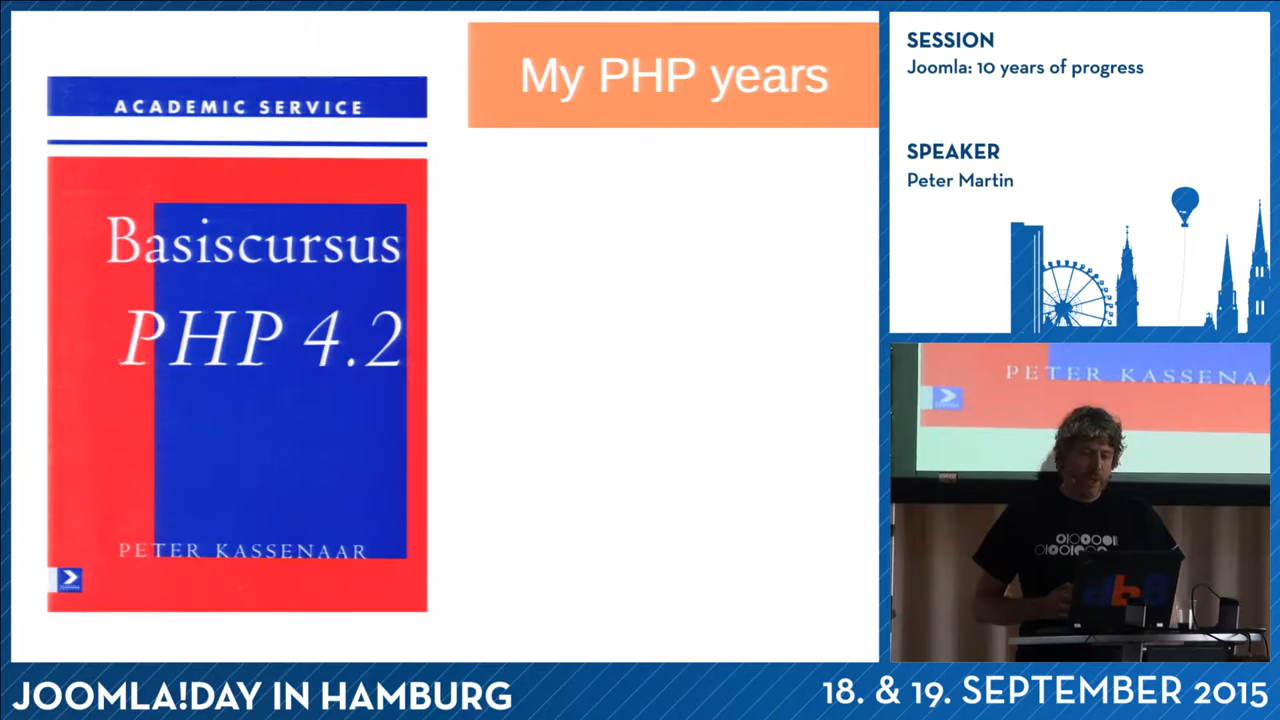 My PHP years
ACADEMIC SERVICE
Basiscursus
PHP 4.2
PETER KASSENAAR
SESSION
Joomla: 10 years of progress
SPEAKER
Peter Martin
PETER KASSENA
db8
JOOMLA!DAY IN HAMBURG
18. & 19. SEPTEMBER 2015